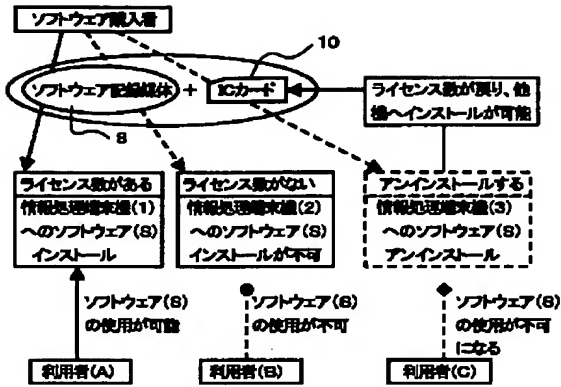 ソフトウェア購入者
10
ソフトウェア記録媒体
+
ICカード
8
ライセンス数が戻り、他
機へインストールが可能
ライセンス数がある
情報処理端末機(1)
へのソフトウェア(S)
インストール
ライセンス数がない
情報処理端末機(2)
へのソフトウェア(S)
インストールが不可
アンインストールする
情報処理端末機(3)
へのソフトウェア(S)
アンインストール
ソフトウェア(S)
の使用が可能
ソフトウェア(S)
の使用が不可
ソフトウェア(S)
の使用が不可
になる
利用者(A)
利用者(B)
利用者(C)